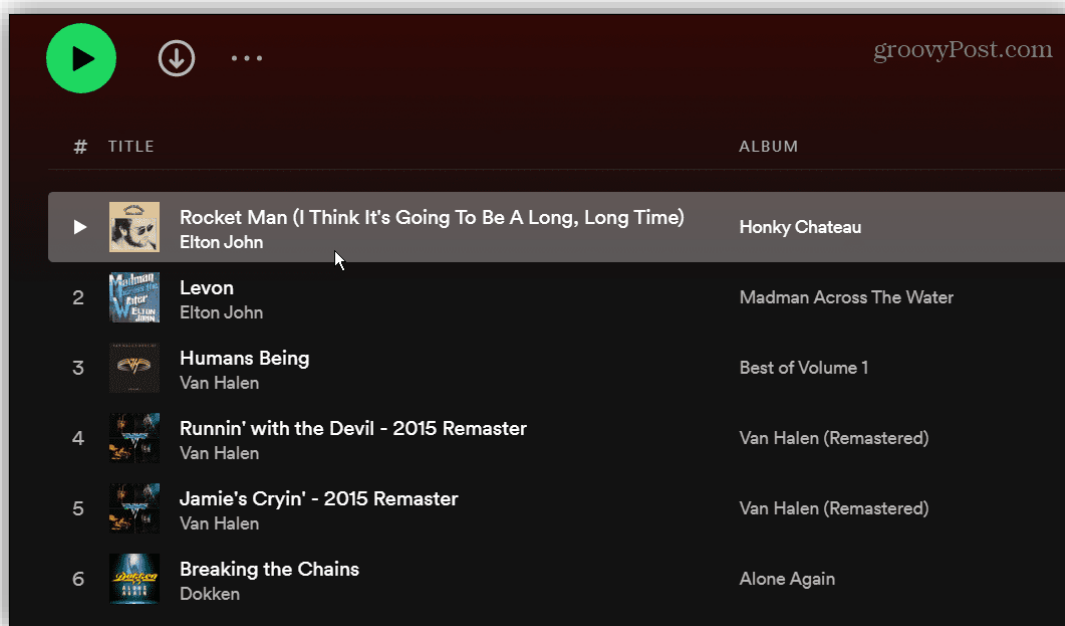 groovyPost.com
# TITLE ALBUM
Rocket Man (I Think It's Going To Be A Long, Long Time)
Elton John
Honky Chateau
2
Levon
Elton John
Madman Across The Water
3
Humans Being
Van Halen
Best of Volume 1
4
Runnin' with the Devil - 2015 Remaster
Van Halen
Van Halen (Remastered)
5
Jamie's Cryin' - 2015 Remaster
Van Halen
Van Halen (Remastered)
6
Breaking the Chains
Dokken
Alone Again